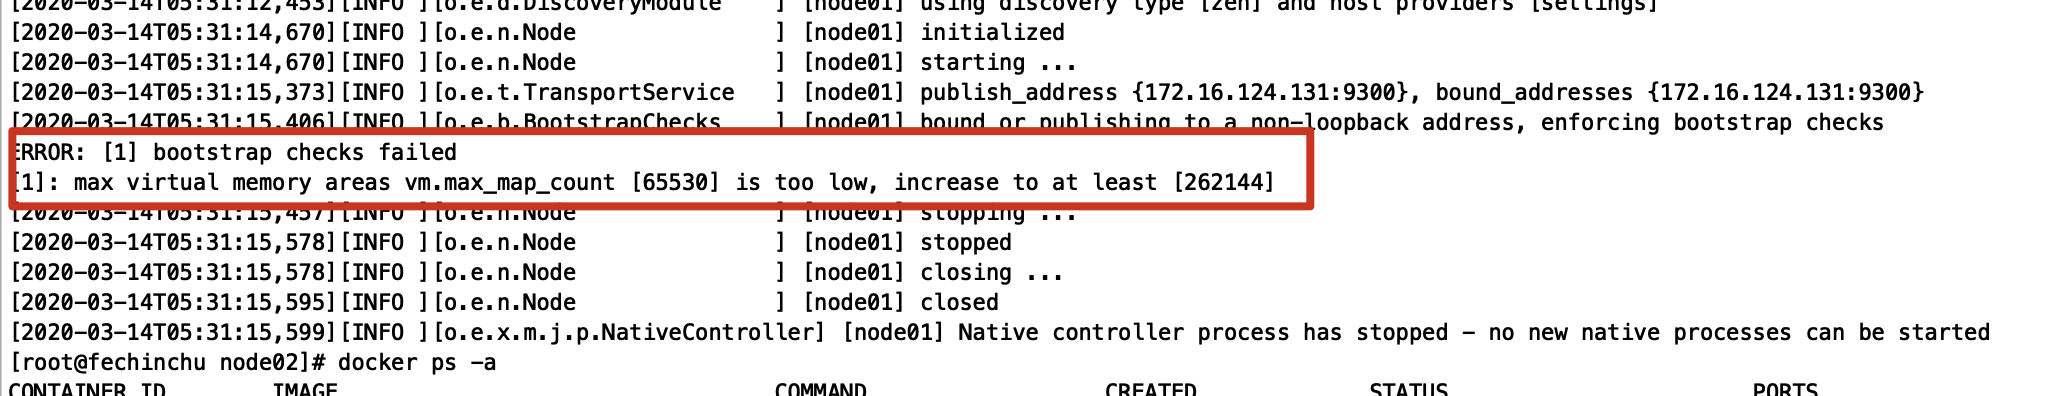 [2020-03-14T05:31:12,453][INFO ][o.e.d.DiscoveryModule    ] [node01] using discovery type [zen] and host providers [settings]
[2020-03-14T05:31:14,670][INFO ][o.e.n.Node               ] [node01] initialized
[2020-03-14T05:31:14,670][INFO ][o.e.n.Node               ] [node01] starting ...
[2020-03-14T05:31:15,373][INFO ][o.e.t.TransportService   ] [node01] publish_address {172.16.124.131:9300}, bound_addresses {172.16.124.131:9300}
[2020-03-14T05:31:15,406][INFO ][o.e.b.BootstrapChecks    ] [node01] bound or publishing to a non-loopback address, enforcing bootstrap checks
ERROR: [1] bootstrap checks failed
[1]: max virtual memory areas vm.max_map_count [65530] is too low, increase to at least [262144]
[2020-03-14T05:31:15,457][INFO ][o.e.n.Node               ] [node01] stopping ...
[2020-03-14T05:31:15,578][INFO ][o.e.n.Node               ] [node01] stopped
[2020-03-14T05:31:15,578][INFO ][o.e.n.Node               ] [node01] closing ...
[2020-03-14T05:31:15,595][INFO ][o.e.n.Node               ] [node01] closed
[2020-03-14T05:31:15,599][INFO ][o.e.x.m.j.p.NativeController] [node01] Native controller process has stopped - no new native processes can be started
[root@fechinchu node02]# docker ps -a
CONTAINER ID        IMAGE                                 COMMAND                  CREATED             STATUS                       PORTS